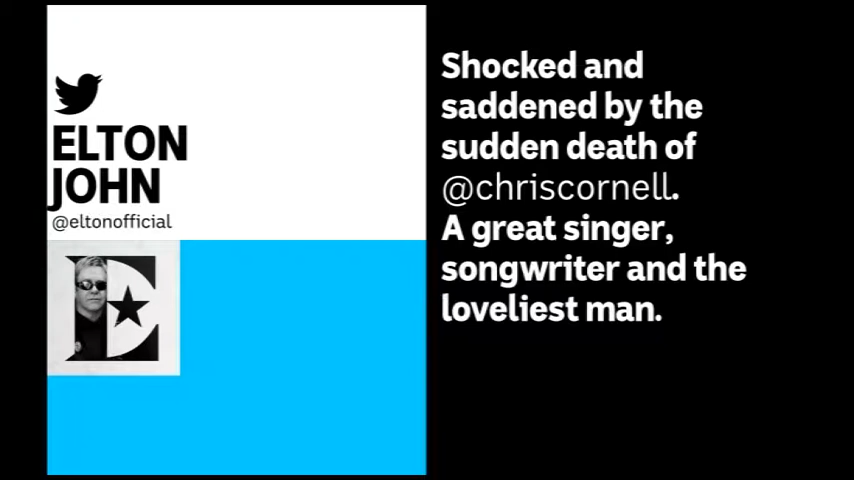 ELTON
JOHN
@eltonofficial
Shocked and
saddened by the
sudden death of
@chriscornell.
A great singer,
songwriter and the
loveliest man.